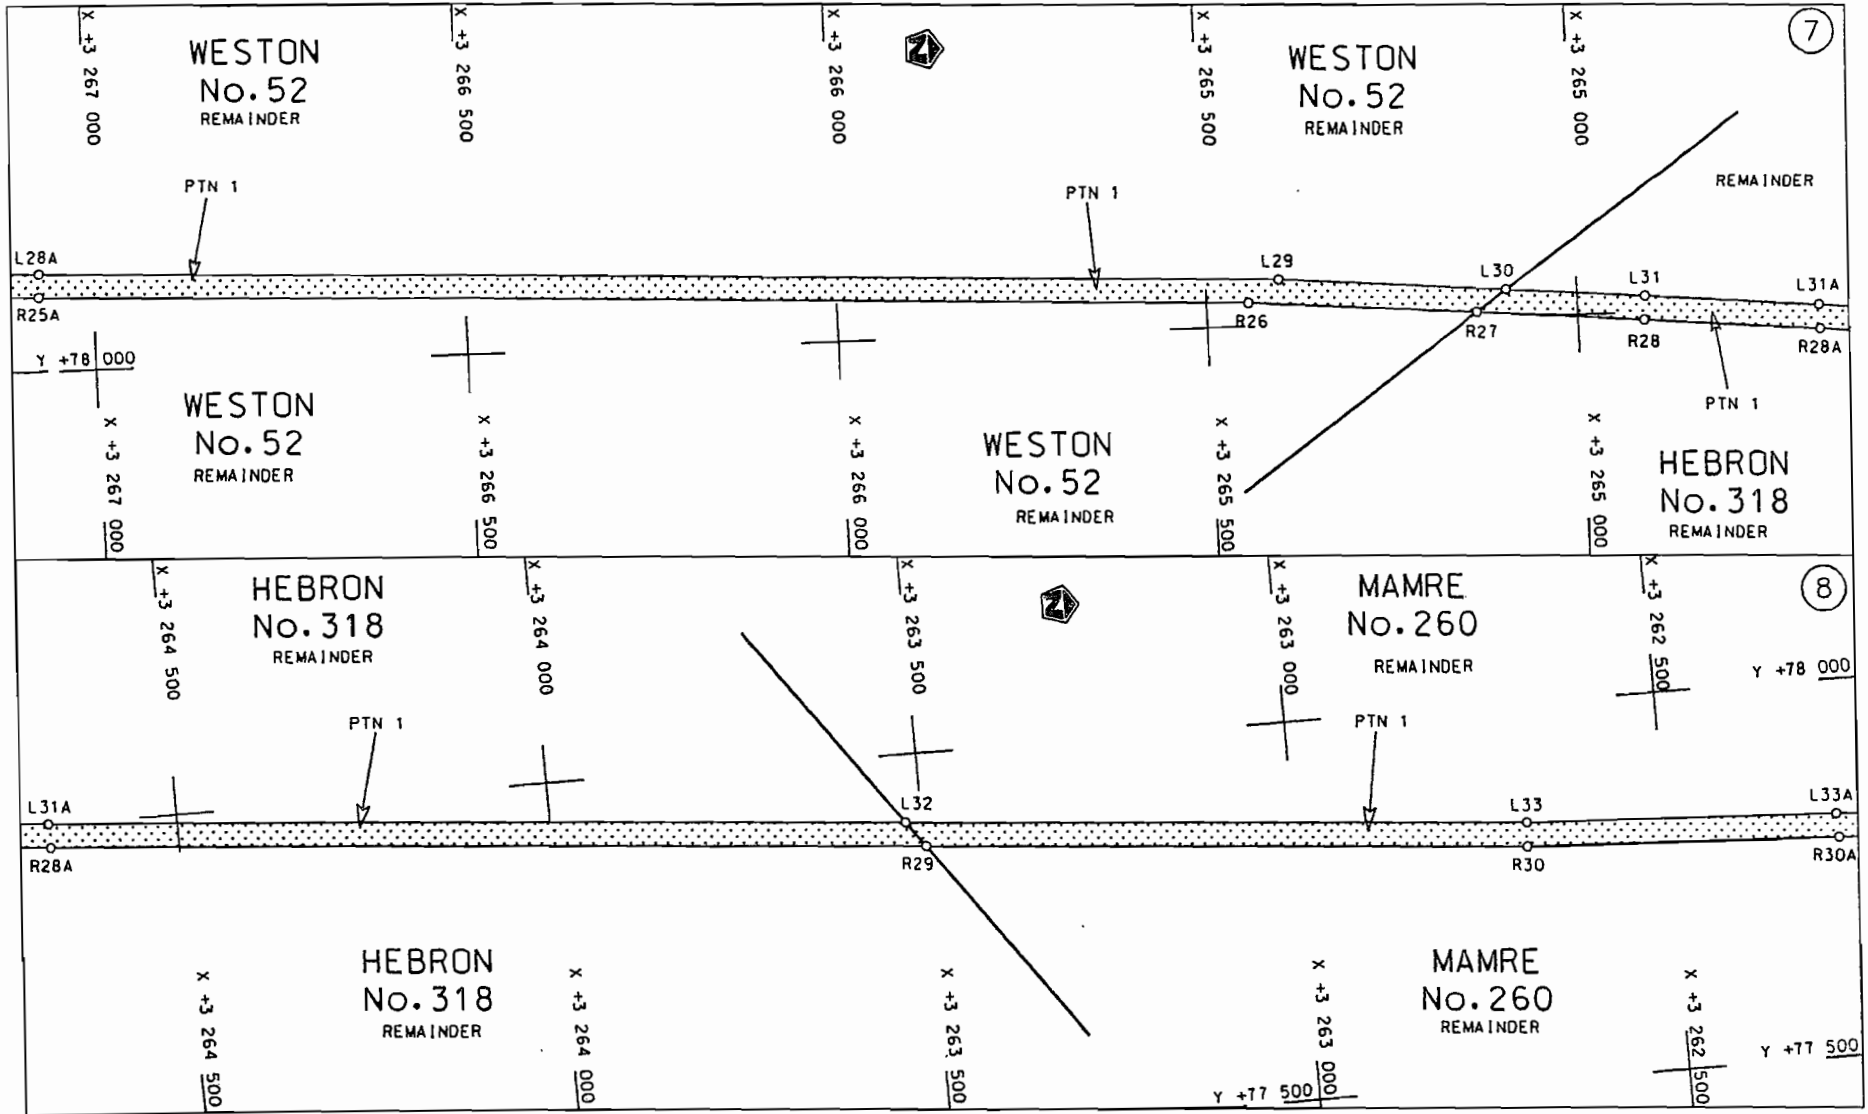 X +3 267 000
WESTON
No.52
REMAINDER
X +3 266 500
X +3 266 000
N
X +3 265 500
WESTON
No.52
REMAINDER
X +3 265 000
7
REMAINDER
PTN 1
PTN 1
L28A
L29
L30
L31
L31A
R25A
R26
R27
R28
R28A
Y +78 000
PTN 1
WESTON
No.52
REMAINDER
WESTON
No.52
REMAINDER
HEBRON
No.318
REMAINDER
X +3 267 000
X +3 266 500
X +3 266 000
X +3 265 500
X +3 265 000
X +3 264 500
HEBRON
No.318
REMAINDER
X +3 264 000
X +3 263 500
N
X +3 263 000
MAMRE
No.260
REMAINDER
X +3 262 500
8
Y +78 000
PTN 1
PTN 1
L31A
L32
L33
L33A
R28A
R29
R30
R30A
HEBRON
No.318
REMAINDER
MAMRE
No.260
REMAINDER
X +3 264 500
X +3 264 000
X +3 263 500
X +3 263 000
X +3 262 500
Y +77 500
Y +77 500